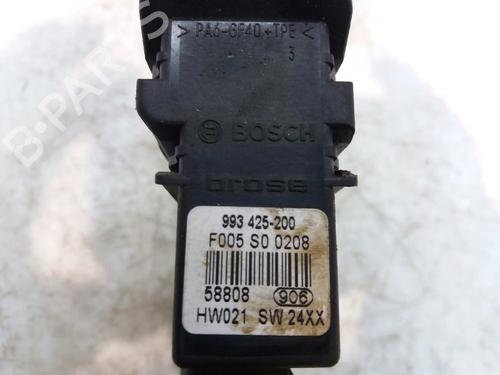 >PA6-GF40+TPE<
3
BOSCH
brose
993 425-200
F005 S0 0208
58808 906
HW021 SW 24XX
B-PARTS